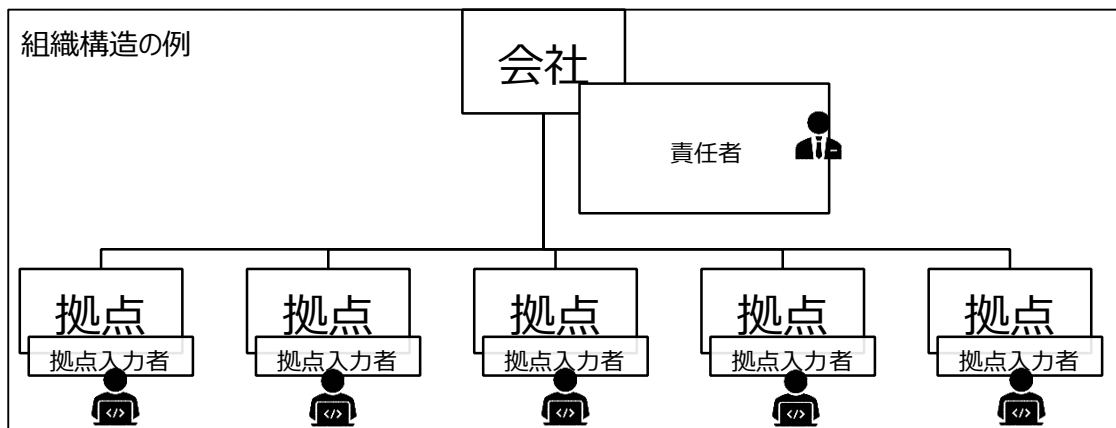 組織構造の例
会社
責任者
拠点
拠点
拠点
拠点
拠点
拠点入力者
拠点入力者
拠点入力者
拠点入力者
拠点入力者
</>
</>
</>
</>
</>